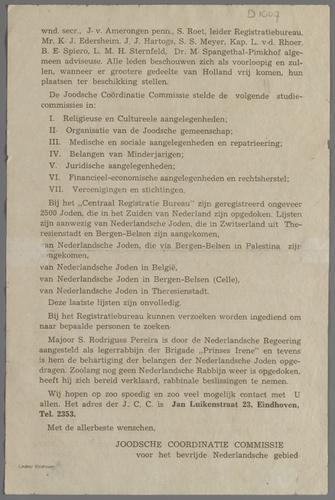 D 1607
wnd. secr., J. v. Amerongen penn., S. Roet, leider Registratiebureau.
Mr. K. J. Edersheim, J. J. Hartogs, S. S. Meyer, Kap. L. v.d. Rhoer,
B. E. Spiero, L. M. H. Sternfeld, Dr. M. Spangethal-Pimkhof alge-
meen adviseuse. Alle leden beschouwen zich als voorloopig en zul-
len, wanneer er grootere gedeelte van Holland vrij komen, hun
plaatsen ter beschikking stellen.
De Joodsche Coördinatie Commissie stelde de volgende studie-
commissies in:
I. Religieuse en Cultureele aangelegenheden;
II. Organisatie van de Joodsche gemeenschap;
III. Medische en sociale aangelegenheden en repatrieering;
IV. Belangen van Minderjarigen;
V. Juridische aangelegenheden;
VI. Financieel-economische aangelegenheden en rechtsherstel;
VII. Vereenigingen en stichtingen.
Bij het „Centraal Registratie Bureau" zijn geregistreerd ongeveer
2500 Joden, die in het Zuiden van Nederland zijn opgedoken. Lijsten
zijn aanwezig van Nederlandsche Joden, die in Zwitserland uit The-
resienstadt en Bergen-Belsen zijn aangekomen,
van Nederlandsche Joden, die via Bergen-Belsen in Palestina zijn
aangekomen,
van Nederlandsche Joden in België,
van Nederlandsche Joden in Bergen-Belsen (Celle),
van Nederlandsche Joden in Theresienstadt.
Deze laatste lijsten zijn onvolledig.
Bij het Registratiebureau kunnen verzoeken worden ingediend om
naar bepaalde personen te zoeken.
Majoor S. Rodrigues Pereira is door de Nederlandsche Regeering
aangesteld als legerrabbijn der Brigade „Prinses Irene" en tevens
is hem de behartiging der belangen der Nederlandsche Joden opge-
dragen. Zoolang nog geen Nederlandsch Rabbijn weer is opgedoken,
heeft hij zich bereid verklaard, rabbinale beslissingen te nemen.
Wij hopen op zoo spoedig en zoo veel mogelijk contact met U
allen. Het adres der J. C. C. is Jan Luikenstraat 23, Eindhoven,
Tel. 2353.
Met de allerbeste wenschen,
JOODSCHE COORDINATIE COMMISSIE
voor het bevrijde Nederlandsche gebied
Lindner Eindhoven